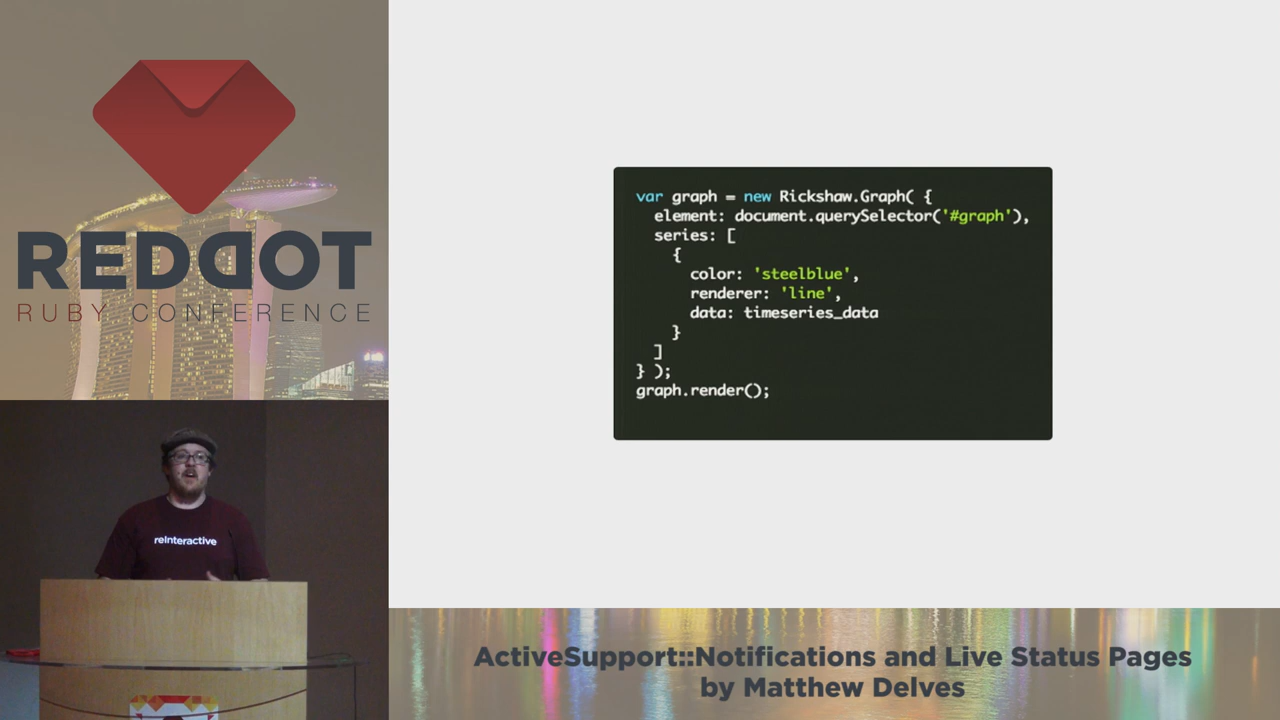 REDDOT
RUBY CONFERENCE
var graph = new Rickshaw.Graph( {
  element: document.querySelector('#graph'),
  series: [
    {
      color: 'steelblue',
      renderer: 'line',
      data: timeseries_data
    }
  ]
} );
graph.render();
reInteractive
ActiveSupport::Notifications and Live Status Pages
by Matthew Delves